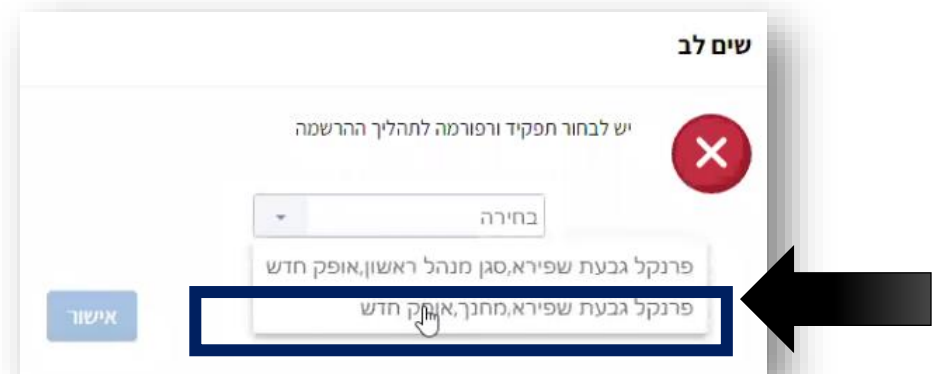 שים לב
יש לבחור תפקיד ורפורמה לתהליך ההרשמה
בחירה
פרנקל גבעת שפירא,סגן מנהל ראשון,אופק חדש
פרנקל גבעת שפירא,מחנך,אופק חדש
אישור